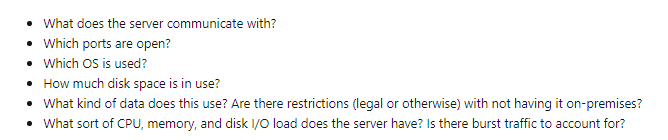 • What does the server communicate with?
• Which ports are open?
• Which OS is used?
• How much disk space is in use?
• What kind of data does this use? Are there restrictions (legal or otherwise) with not having it on-premises?
• What sort of CPU, memory, and disk I/O load does the server have? Is there burst traffic to account for?